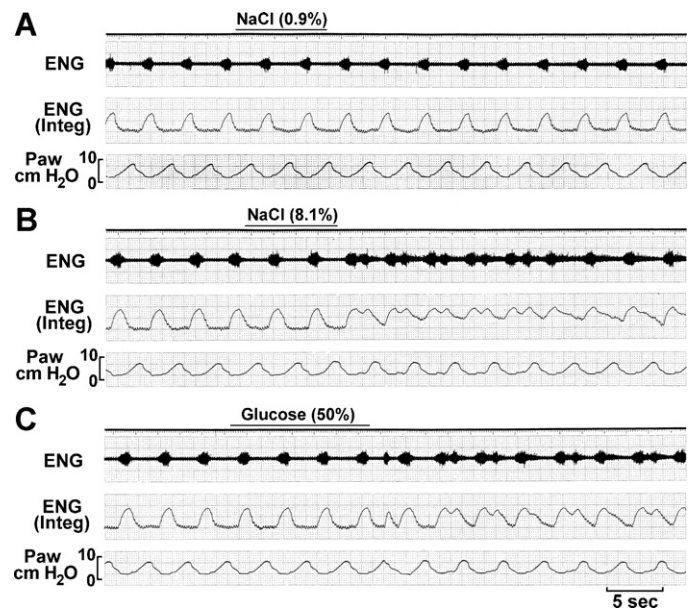 A
NaCl (0.9%)
ENG
ENG
(Integ)
Paw
cm H₂O
10
0
B
NaCl (8.1%)
ENG
ENG
(Integ)
Paw
cm H₂O
10
0
C
Glucose (50%)
ENG
ENG
(Integ)
Paw
cm H₂O
10
0
5 sec